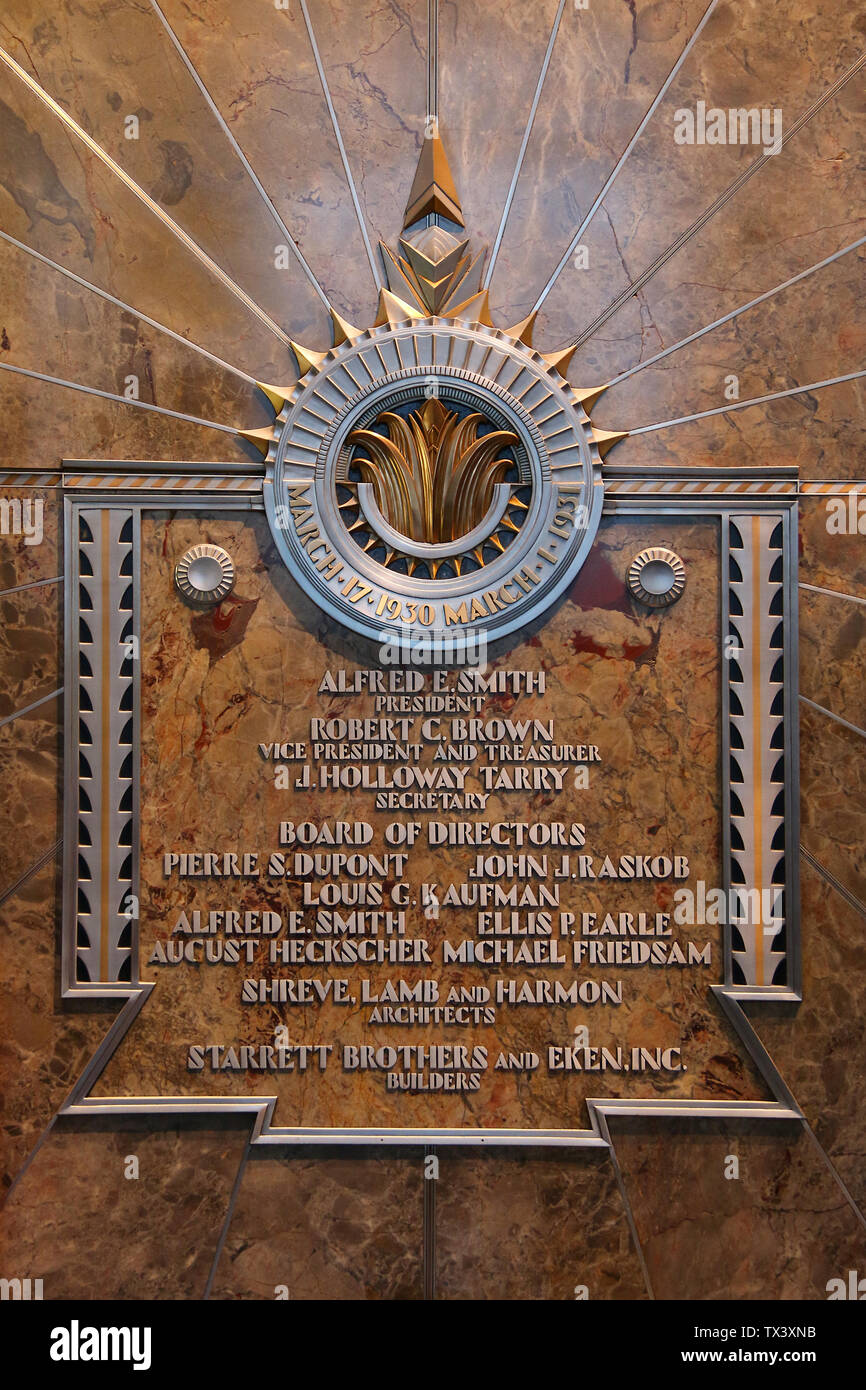 MARCH·17·1930 MARCH·1·1931
ALFRED E. SMITH
PRESIDENT
ROBERT C. BROWN
VICE PRESIDENT AND TREASURER
J. HOLLOWAY TARRY
SECRETARY
BOARD OF DIRECTORS
PIERRE S. DUPONT JOHN J. RASKOB
LOUIS G. KAUFMAN
ALFRED E. SMITH ELLIS P. EARLE
AUGUST HECKSCHER MICHAEL FRIEDSAM
SHREVE, LAMB AND HARMON
ARCHITECTS
STARRETT BROTHERS AND EKEN, INC.
BUILDERS
alamy
Image ID: TX3XNB
www.alamy.com